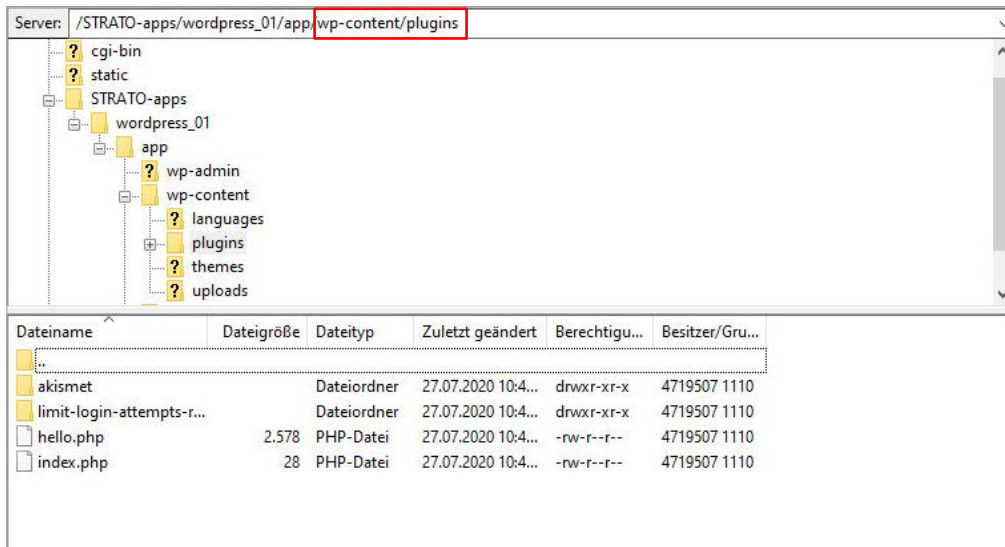 Server: /STRATO-apps/wordpress_01/app/wp-content/plugins
? cgi-bin
? static
STRATO-apps
wordpress_01
app
? wp-admin
wp-content
? languages
plugins
? themes
? uploads
Dateiname Dateigröße Dateityp Zuletzt geändert Berechtigu... Besitzer/Gru...
..
akismet Dateiordner 27.07.2020 10:4... drwxr-xr-x 4719507 1110
limit-login-attempts-r... Dateiordner 27.07.2020 10:4... drwxr-xr-x 4719507 1110
hello.php 2.578 PHP-Datei 27.07.2020 10:4... -rw-r--r-- 4719507 1110
index.php 28 PHP-Datei 27.07.2020 10:4... -rw-r--r-- 4719507 1110